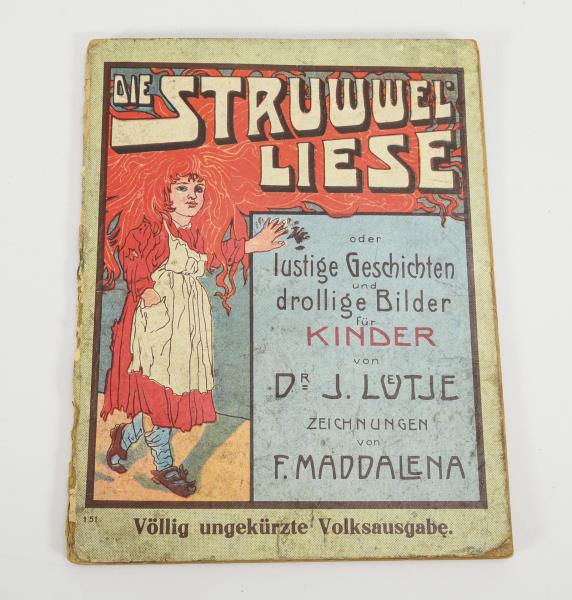 DIE STRUWWEL-
LIESE
oder
lustige Geschichten
und
drollige Bilder
für
KINDER
von
DR J. LÜTJE
ZEICHNUNGEN
von
F. MADDALENA
151
Völlig ungekürzte Volksausgabe.